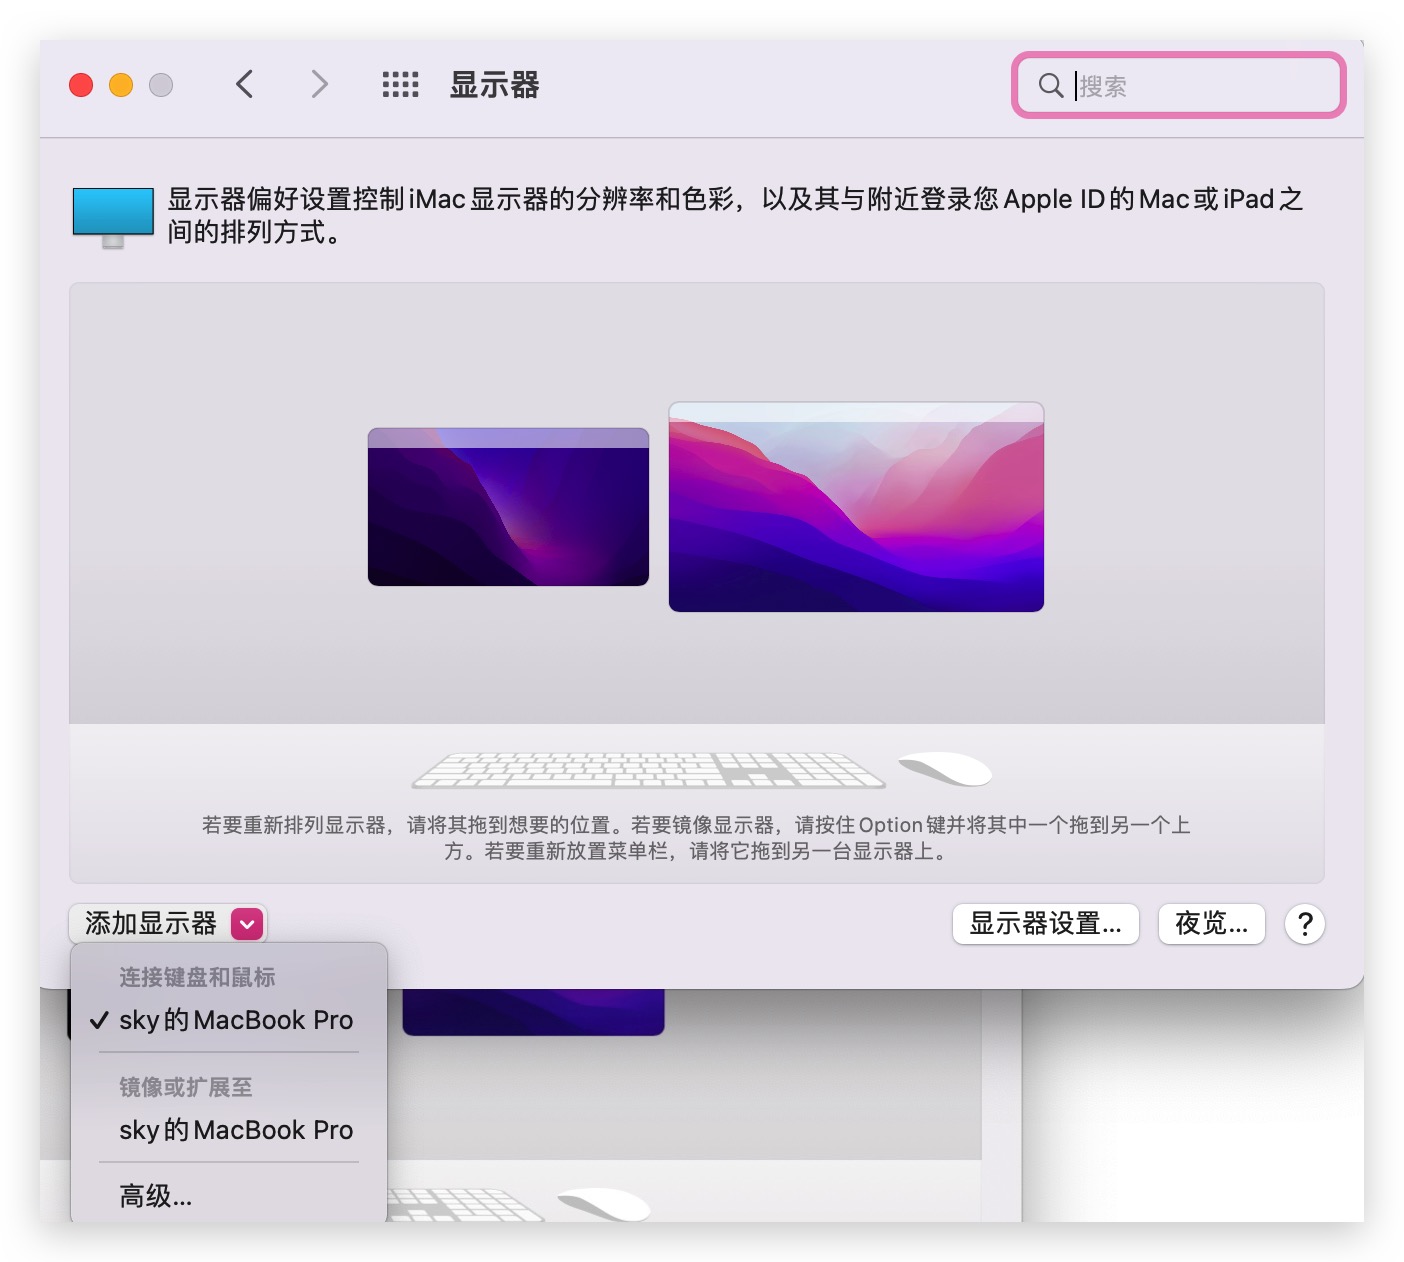 显示器
搜索
显示器偏好设置控制iMac显示器的分辨率和色彩，以及其与附近登录您Apple ID的Mac或iPad之
间的排列方式。
若要重新排列显示器，请将其拖到想要的位置。若要镜像显示器，请按住Option键并将其中一个拖到另一个上
方。若要重新放置菜单栏，请将它拖到另一台显示器上。
添加显示器
显示器设置...
夜览...
?
连接键盘和鼠标
✓ sky的MacBook Pro
镜像或扩展至
sky的MacBook Pro
高级...